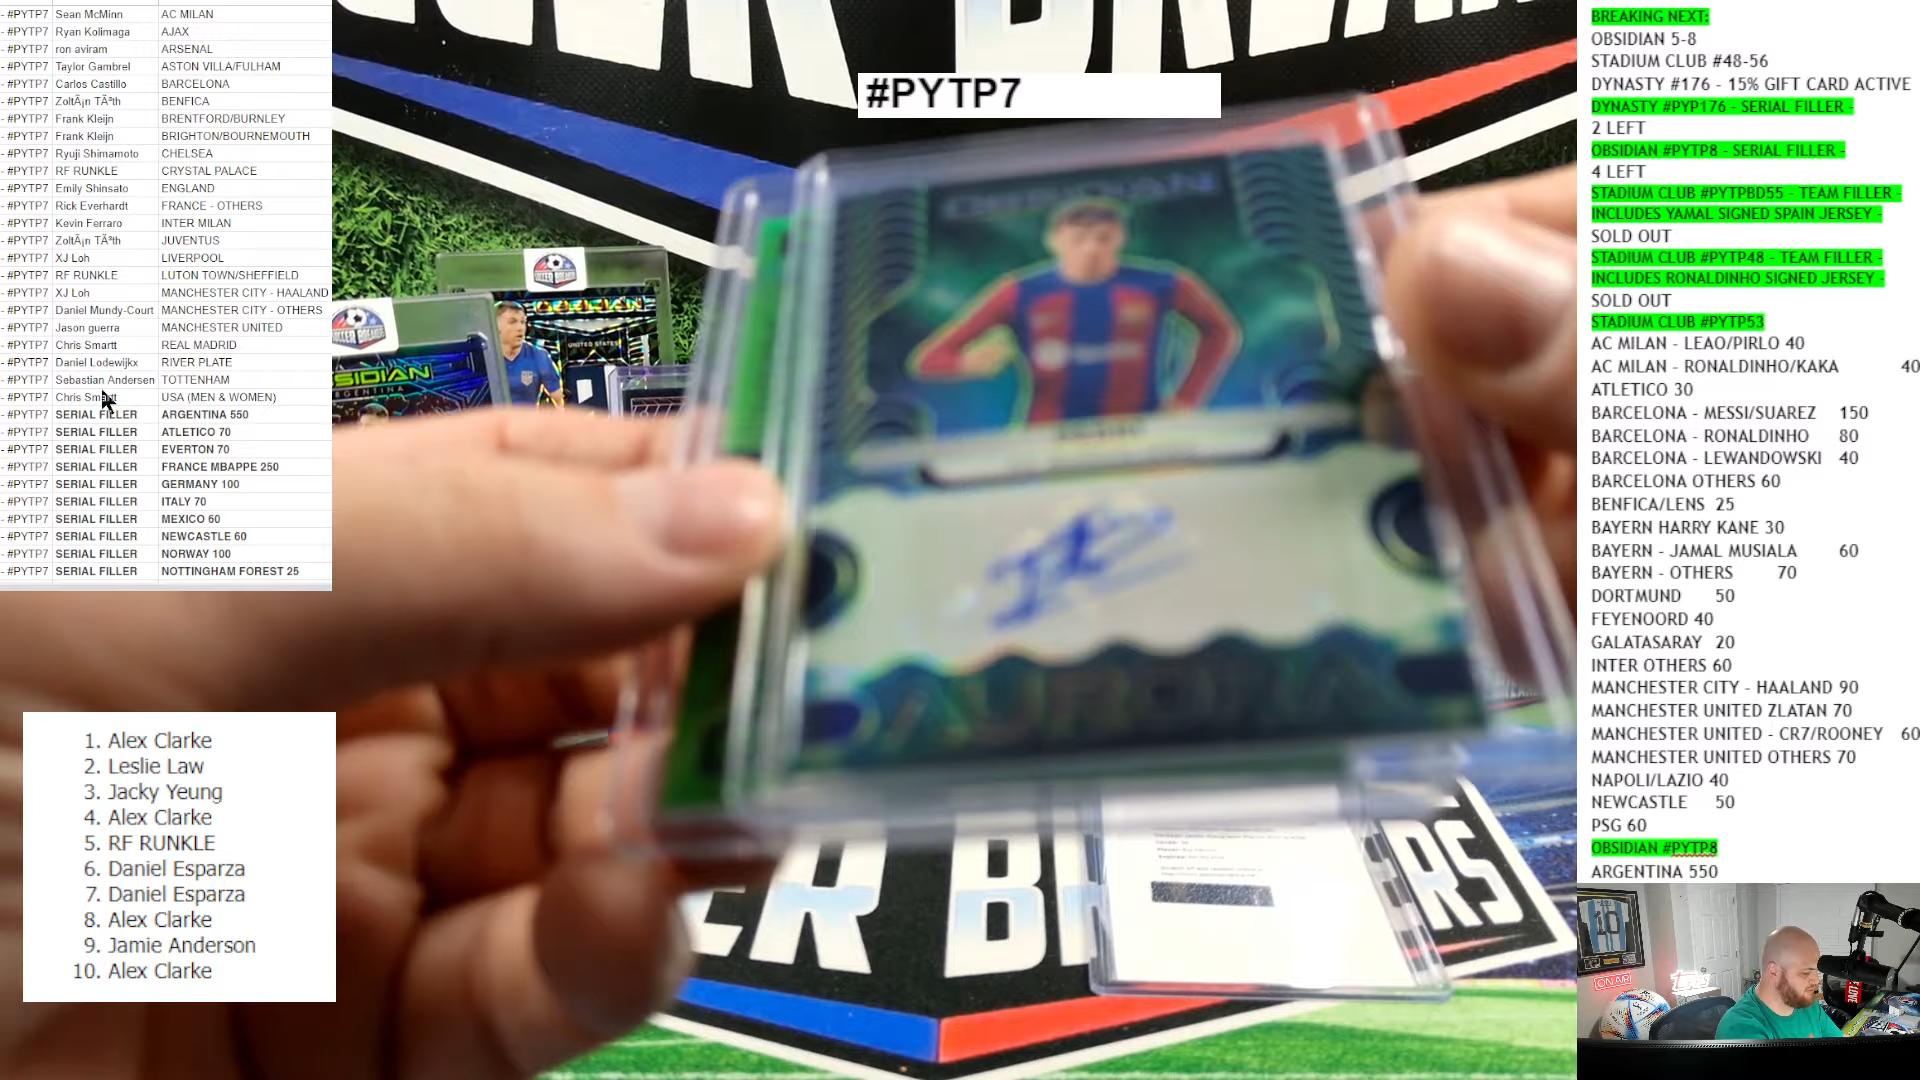 - #PYTP7 Sean McMinn AC MILAN
- #PYTP7 Ryan Kolimaga AJAX
- #PYTP7 ron aviram ARSENAL
- #PYTP7 Taylor Gambrel ASTON VILLA/FULHAM
- #PYTP7 Carlos Castillo BARCELONA
- #PYTP7 ZoltÃ¡n TÃ³th BENFICA
- #PYTP7 Frank Kleijn BRENTFORD/BURNLEY
- #PYTP7 Frank Kleijn BRIGHTON/BOURNEMOUTH
- #PYTP7 Ryuji Shimamoto CHELSEA
- #PYTP7 RF RUNKLE CRYSTAL PALACE
- #PYTP7 Emily Shinsato ENGLAND
- #PYTP7 Rick Everhardt FRANCE - OTHERS
- #PYTP7 Kevin Ferraro INTER MILAN
- #PYTP7 ZoltÃ¡n TÃ³th JUVENTUS
- #PYTP7 XJ Loh LIVERPOOL
- #PYTP7 RF RUNKLE LUTON TOWN/SHEFFIELD
- #PYTP7 XJ Loh MANCHESTER CITY - HAALAND
- #PYTP7 Daniel Mundy-Court MANCHESTER CITY - OTHERS
- #PYTP7 Jason guerra MANCHESTER UNITED
- #PYTP7 Chris Smartt REAL MADRID
- #PYTP7 Daniel Lodewijkx RIVER PLATE
- #PYTP7 Sebastian Andersen TOTTENHAM
- #PYTP7 Chris Smartt USA (MEN & WOMEN)
- #PYTP7 SERIAL FILLER ARGENTINA 550
- #PYTP7 SERIAL FILLER ATLETICO 70
- #PYTP7 SERIAL FILLER EVERTON 70
- #PYTP7 SERIAL FILLER FRANCE MBAPPE 250
- #PYTP7 SERIAL FILLER GERMANY 100
- #PYTP7 SERIAL FILLER ITALY 70
- #PYTP7 SERIAL FILLER MEXICO 60
- #PYTP7 SERIAL FILLER NEWCASTLE 60
- #PYTP7 SERIAL FILLER NORWAY 100
- #PYTP7 SERIAL FILLER NOTTINGHAM FOREST 25
1. Alex Clarke
2. Leslie Law
3. Jacky Yeung
4. Alex Clarke
5. RF RUNKLE
6. Daniel Esparza
7. Daniel Esparza
8. Alex Clarke
9. Jamie Anderson
10. Alex Clarke
#PYTP7
OBSIDIAN
UNITED STATES
AURORA
BREAKING NEXT:
OBSIDIAN 5-8
STADIUM CLUB #48-56
DYNASTY #176 - 15% GIFT CARD ACTIVE
DYNASTY #PYP176 - SERIAL FILLER -
2 LEFT
OBSIDIAN #PYTP8 - SERIAL FILLER -
4 LEFT
STADIUM CLUB #PYTPBD55 - TEAM FILLER -
INCLUDES YAMAL SIGNED SPAIN JERSEY -
SOLD OUT
STADIUM CLUB #PYTP48 - TEAM FILLER -
INCLUDES RONALDINHO SIGNED JERSEY -
SOLD OUT
STADIUM CLUB #PYTP53
AC MILAN - LEAO/PIRLO 40
AC MILAN - RONALDINHO/KAKA 40
ATLETICO 30
BARCELONA - MESSI/SUAREZ 150
BARCELONA - RONALDINHO 80
BARCELONA - LEWANDOWSKI 40
BARCELONA OTHERS 60
BENFICA/LENS 25
BAYERN HARRY KANE 30
BAYERN - JAMAL MUSIALA 60
BAYERN - OTHERS 70
DORTMUND 50
FEYENOORD 40
GALATASARAY 20
INTER OTHERS 60
MANCHESTER CITY - HAALAND 90
MANCHESTER UNITED ZLATAN 70
MANCHESTER UNITED - CR7/ROONEY 60
MANCHESTER UNITED OTHERS 70
NAPOLI/LAZIO 40
NEWCASTLE 50
PSG 60
OBSIDIAN #PYTP8
ARGENTINA 550
10
ON AIR